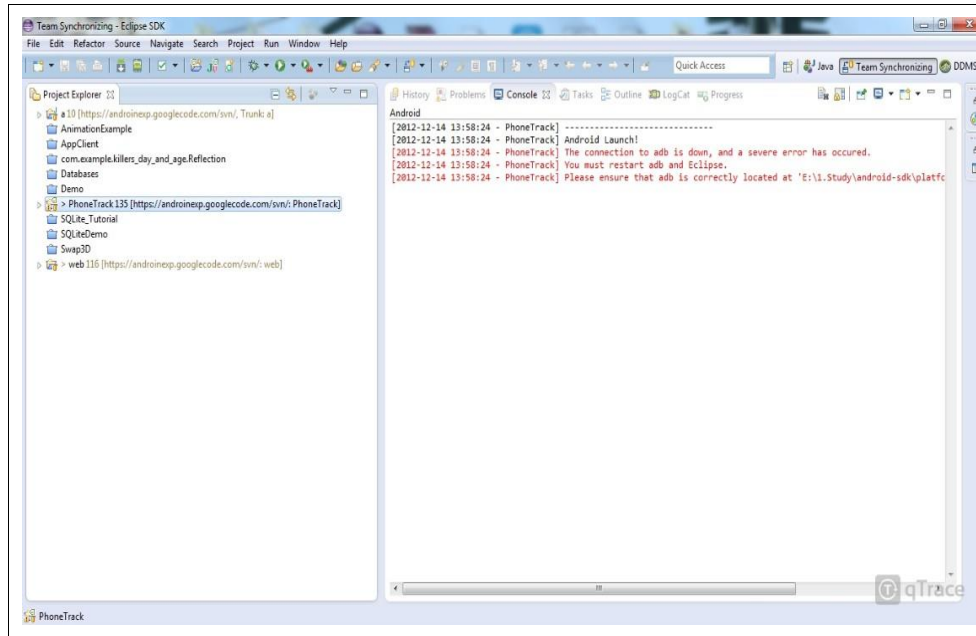 Team Synchronizing - Eclipse SDK
File Edit Refactor Source Navigate Search Project Run Window Help
Quick Access
Java
Team Synchronizing
DDMS
Project Explorer
a 10 [https://androinexp.googlecode.com/svn/, Trunk: a]
AnimationExample
AppClient
com.example.killers_day_and_age.Reflection
Databases
Demo
> PhoneTrack 135 [https://androinexp.googlecode.com/svn/: PhoneTrack]
SQLite_Tutorial
SQLiteDemo
Swap3D
> web 116 [https://androinexp.googlecode.com/svn/: web]
History Problems Console Tasks Outline LogCat Progress
Android
[2012-12-14 13:58:24 - PhoneTrack] ------------------------------
[2012-12-14 13:58:24 - PhoneTrack] Android Launch!
[2012-12-14 13:58:24 - PhoneTrack] The connection to adb is down, and a severe error has occured.
[2012-12-14 13:58:24 - PhoneTrack] You must restart adb and Eclipse.
[2012-12-14 13:58:24 - PhoneTrack] Please ensure that adb is correctly located at 'E:\1.Study\android-sdk\platfc
qTrace
PhoneTrack